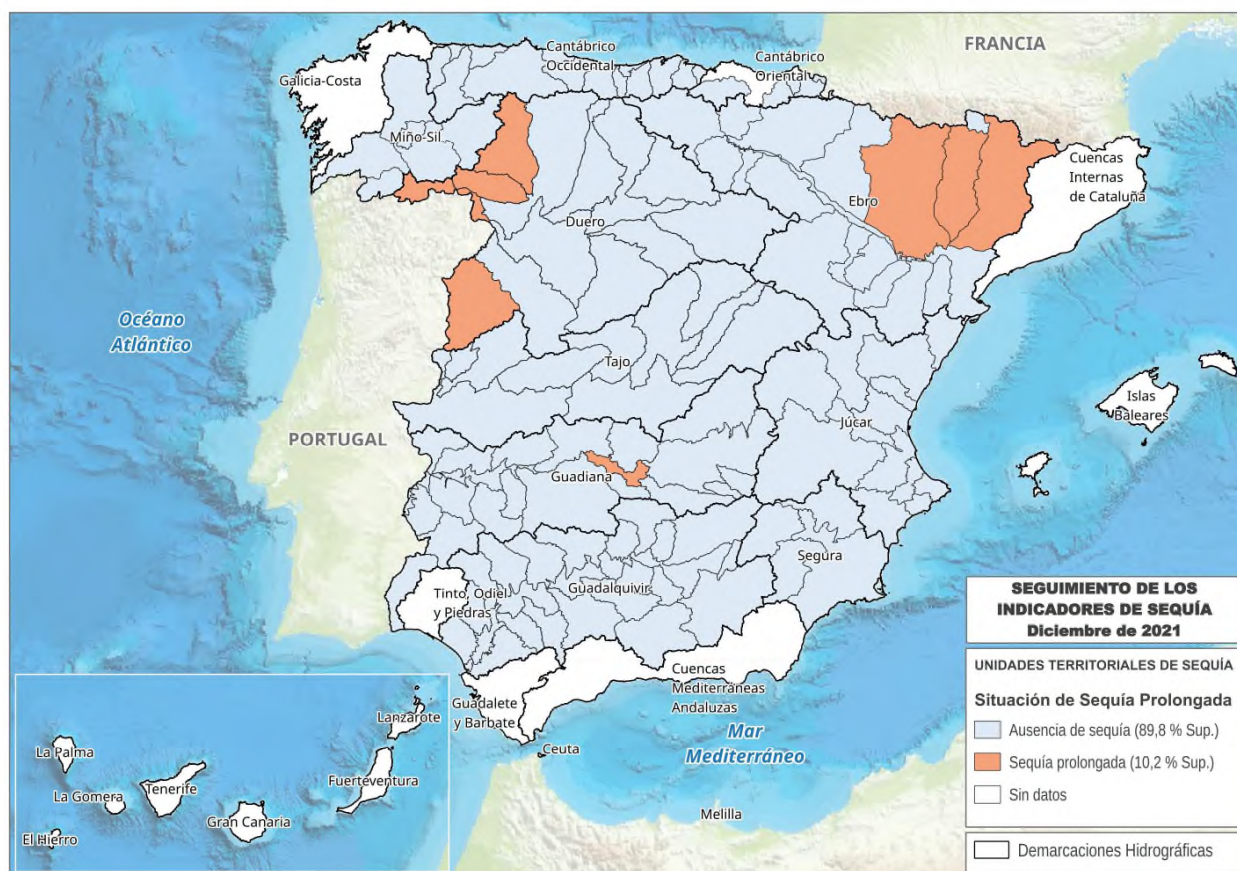 FRANCIA
Cantábrico
Occidental
Cantábrico
Oriental
Galicia-Costa
Miño-Sil
Cuencas
Internas
de Cataluña
Ebro
Duero
Océano
Atlántico
Tajo
Islas
Baleares
Júcar
PORTUGAL
Guadiana
Segura
Tinto, Odiel
y Piedras
Guadalquivir
Cuencas
Mediterráneas
Andaluzas
Guadalete
y Barbate
Mar
Mediterráneo
Ceuta
Melilla
Lanzarote
La Palma
Fuerteventura
Tenerife
La Gomera
Gran Canaria
El Hierro
SEGUIMIENTO DE LOS
INDICADORES DE SEQUÍA
Diciembre de 2021
UNIDADES TERRITORIALES DE SEQUÍA
Situación de Sequía Prolongada
Ausencia de sequía (89,8 % Sup.)
Sequía prolongada (10,2 % Sup.)
Sin datos
Demarcaciones Hidrográficas